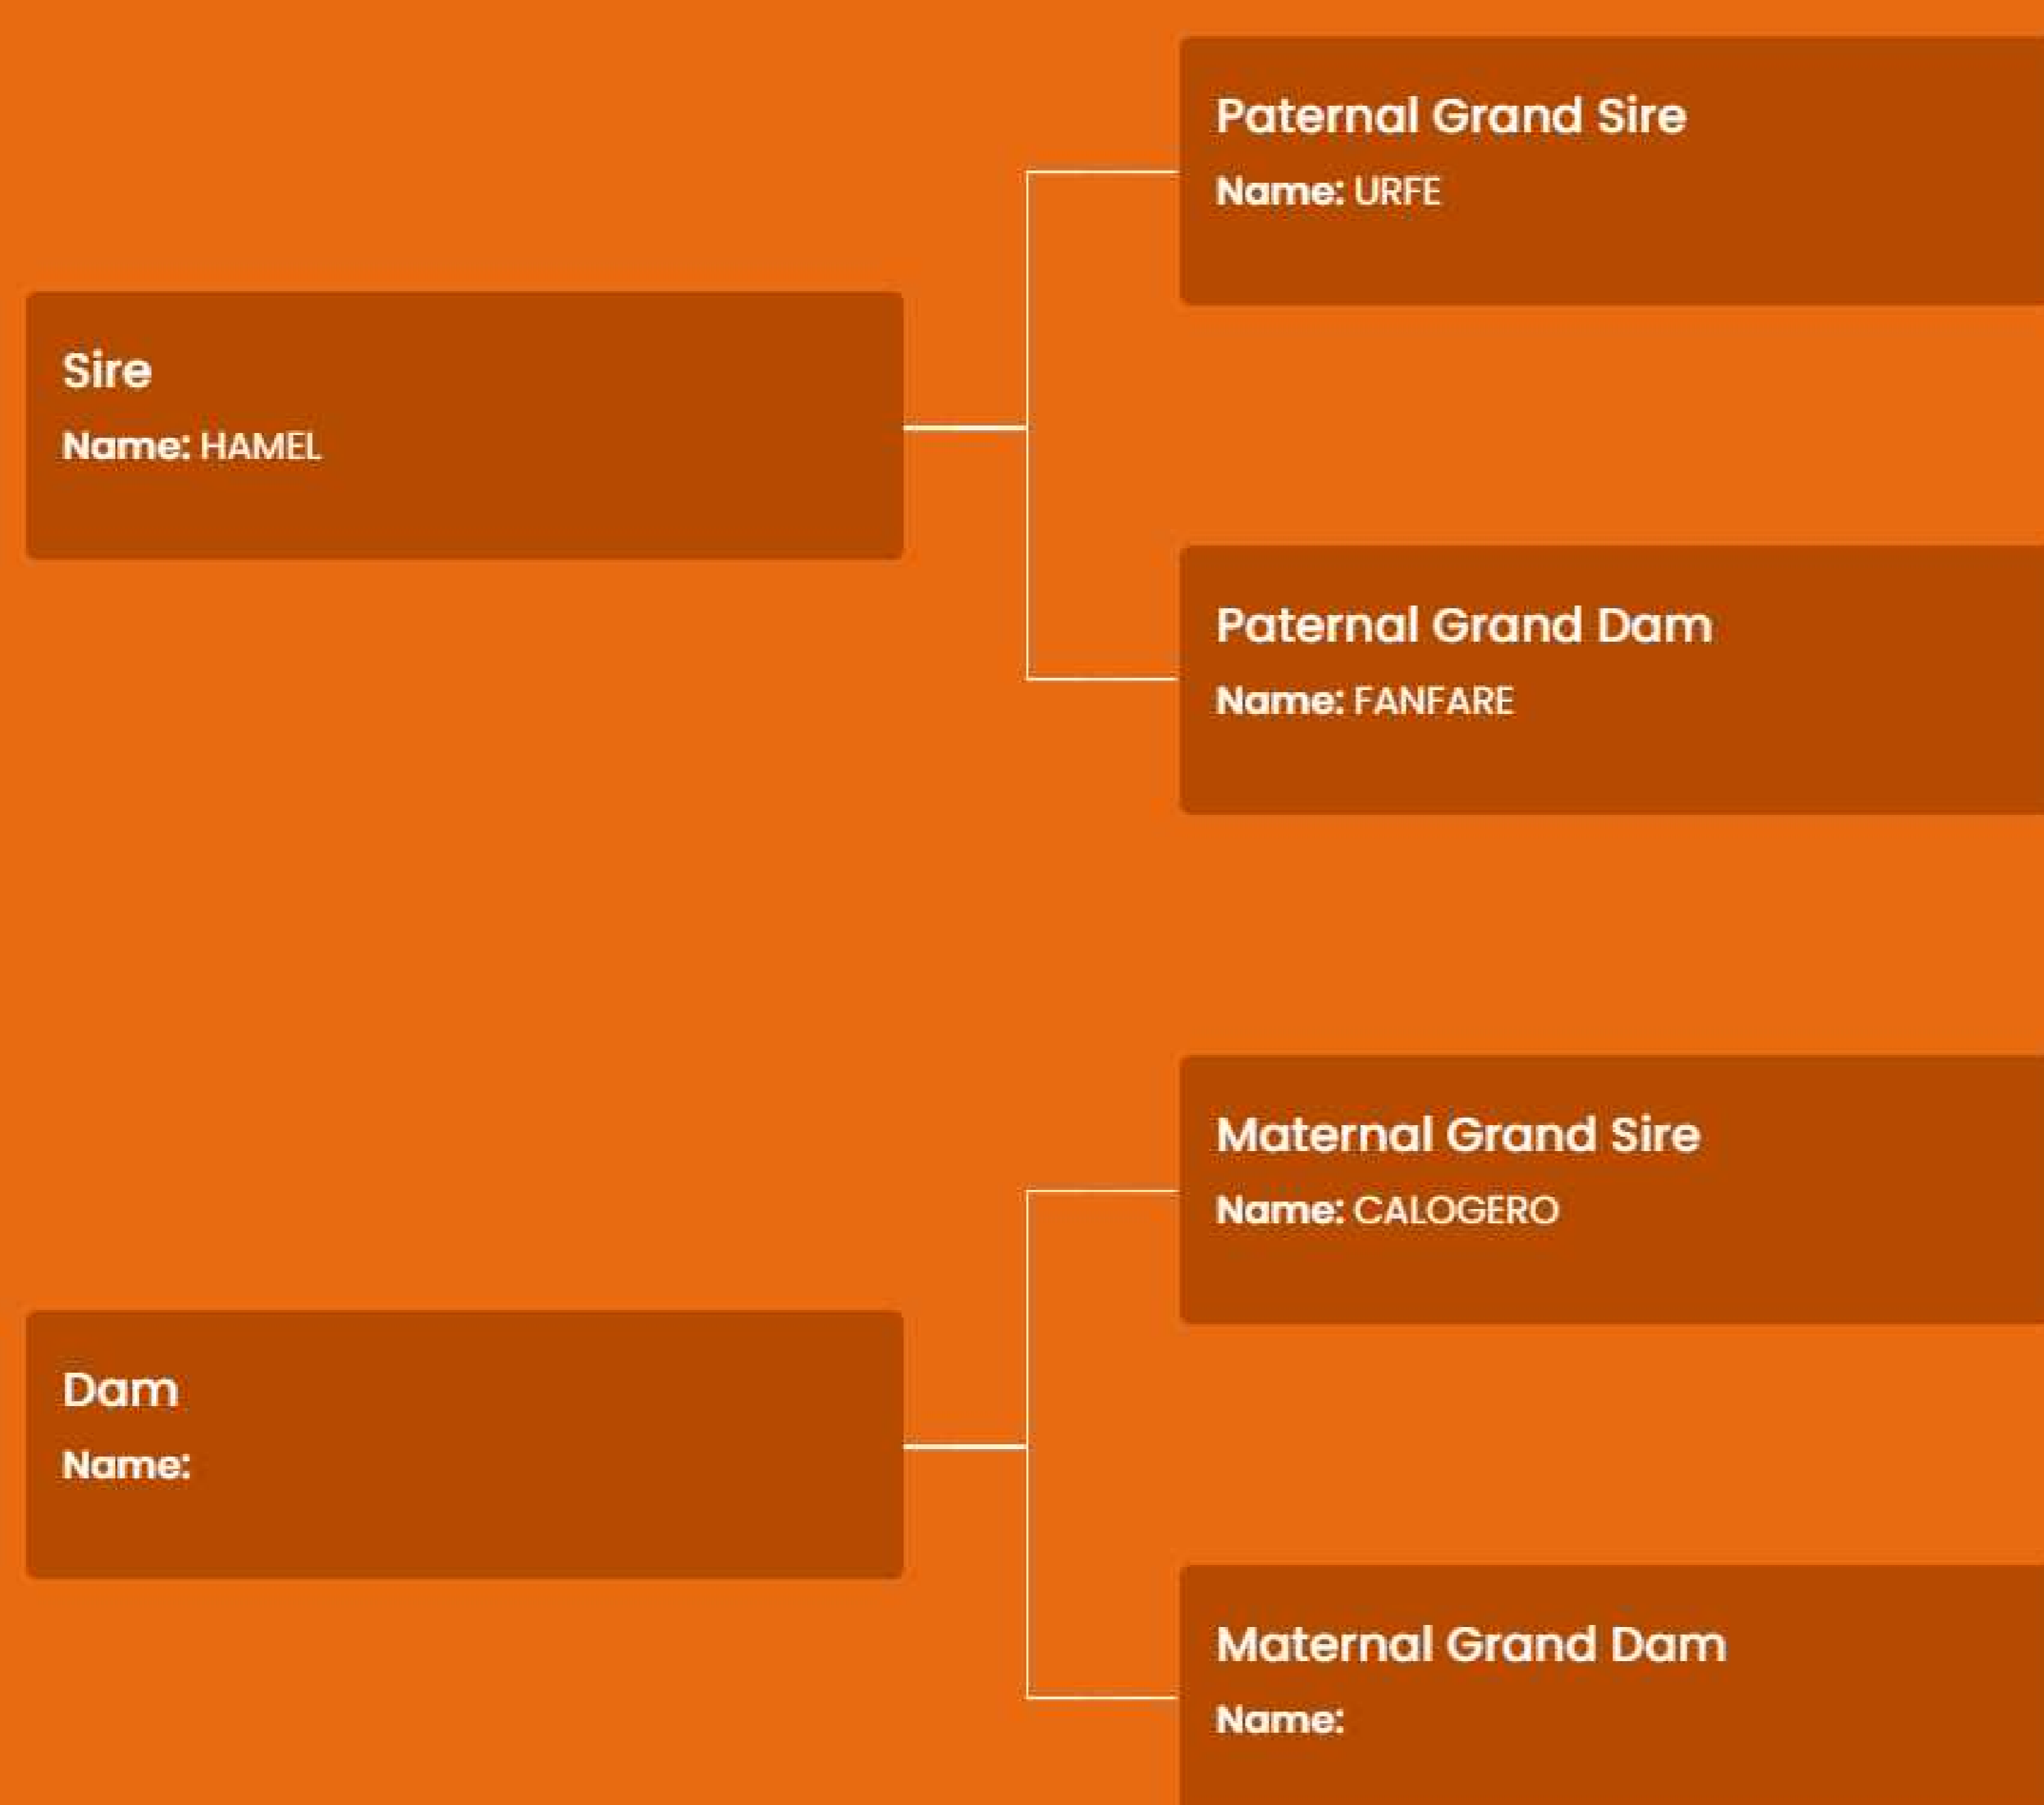 Paternal Grand Sire
Name: URFE
Sire
Name: HAMEL
Paternal Grand Dam
Name: FANFARE
Maternal Grand Sire
Name: CALOGERO
Dam
Name:
Maternal Grand Dam
Name: